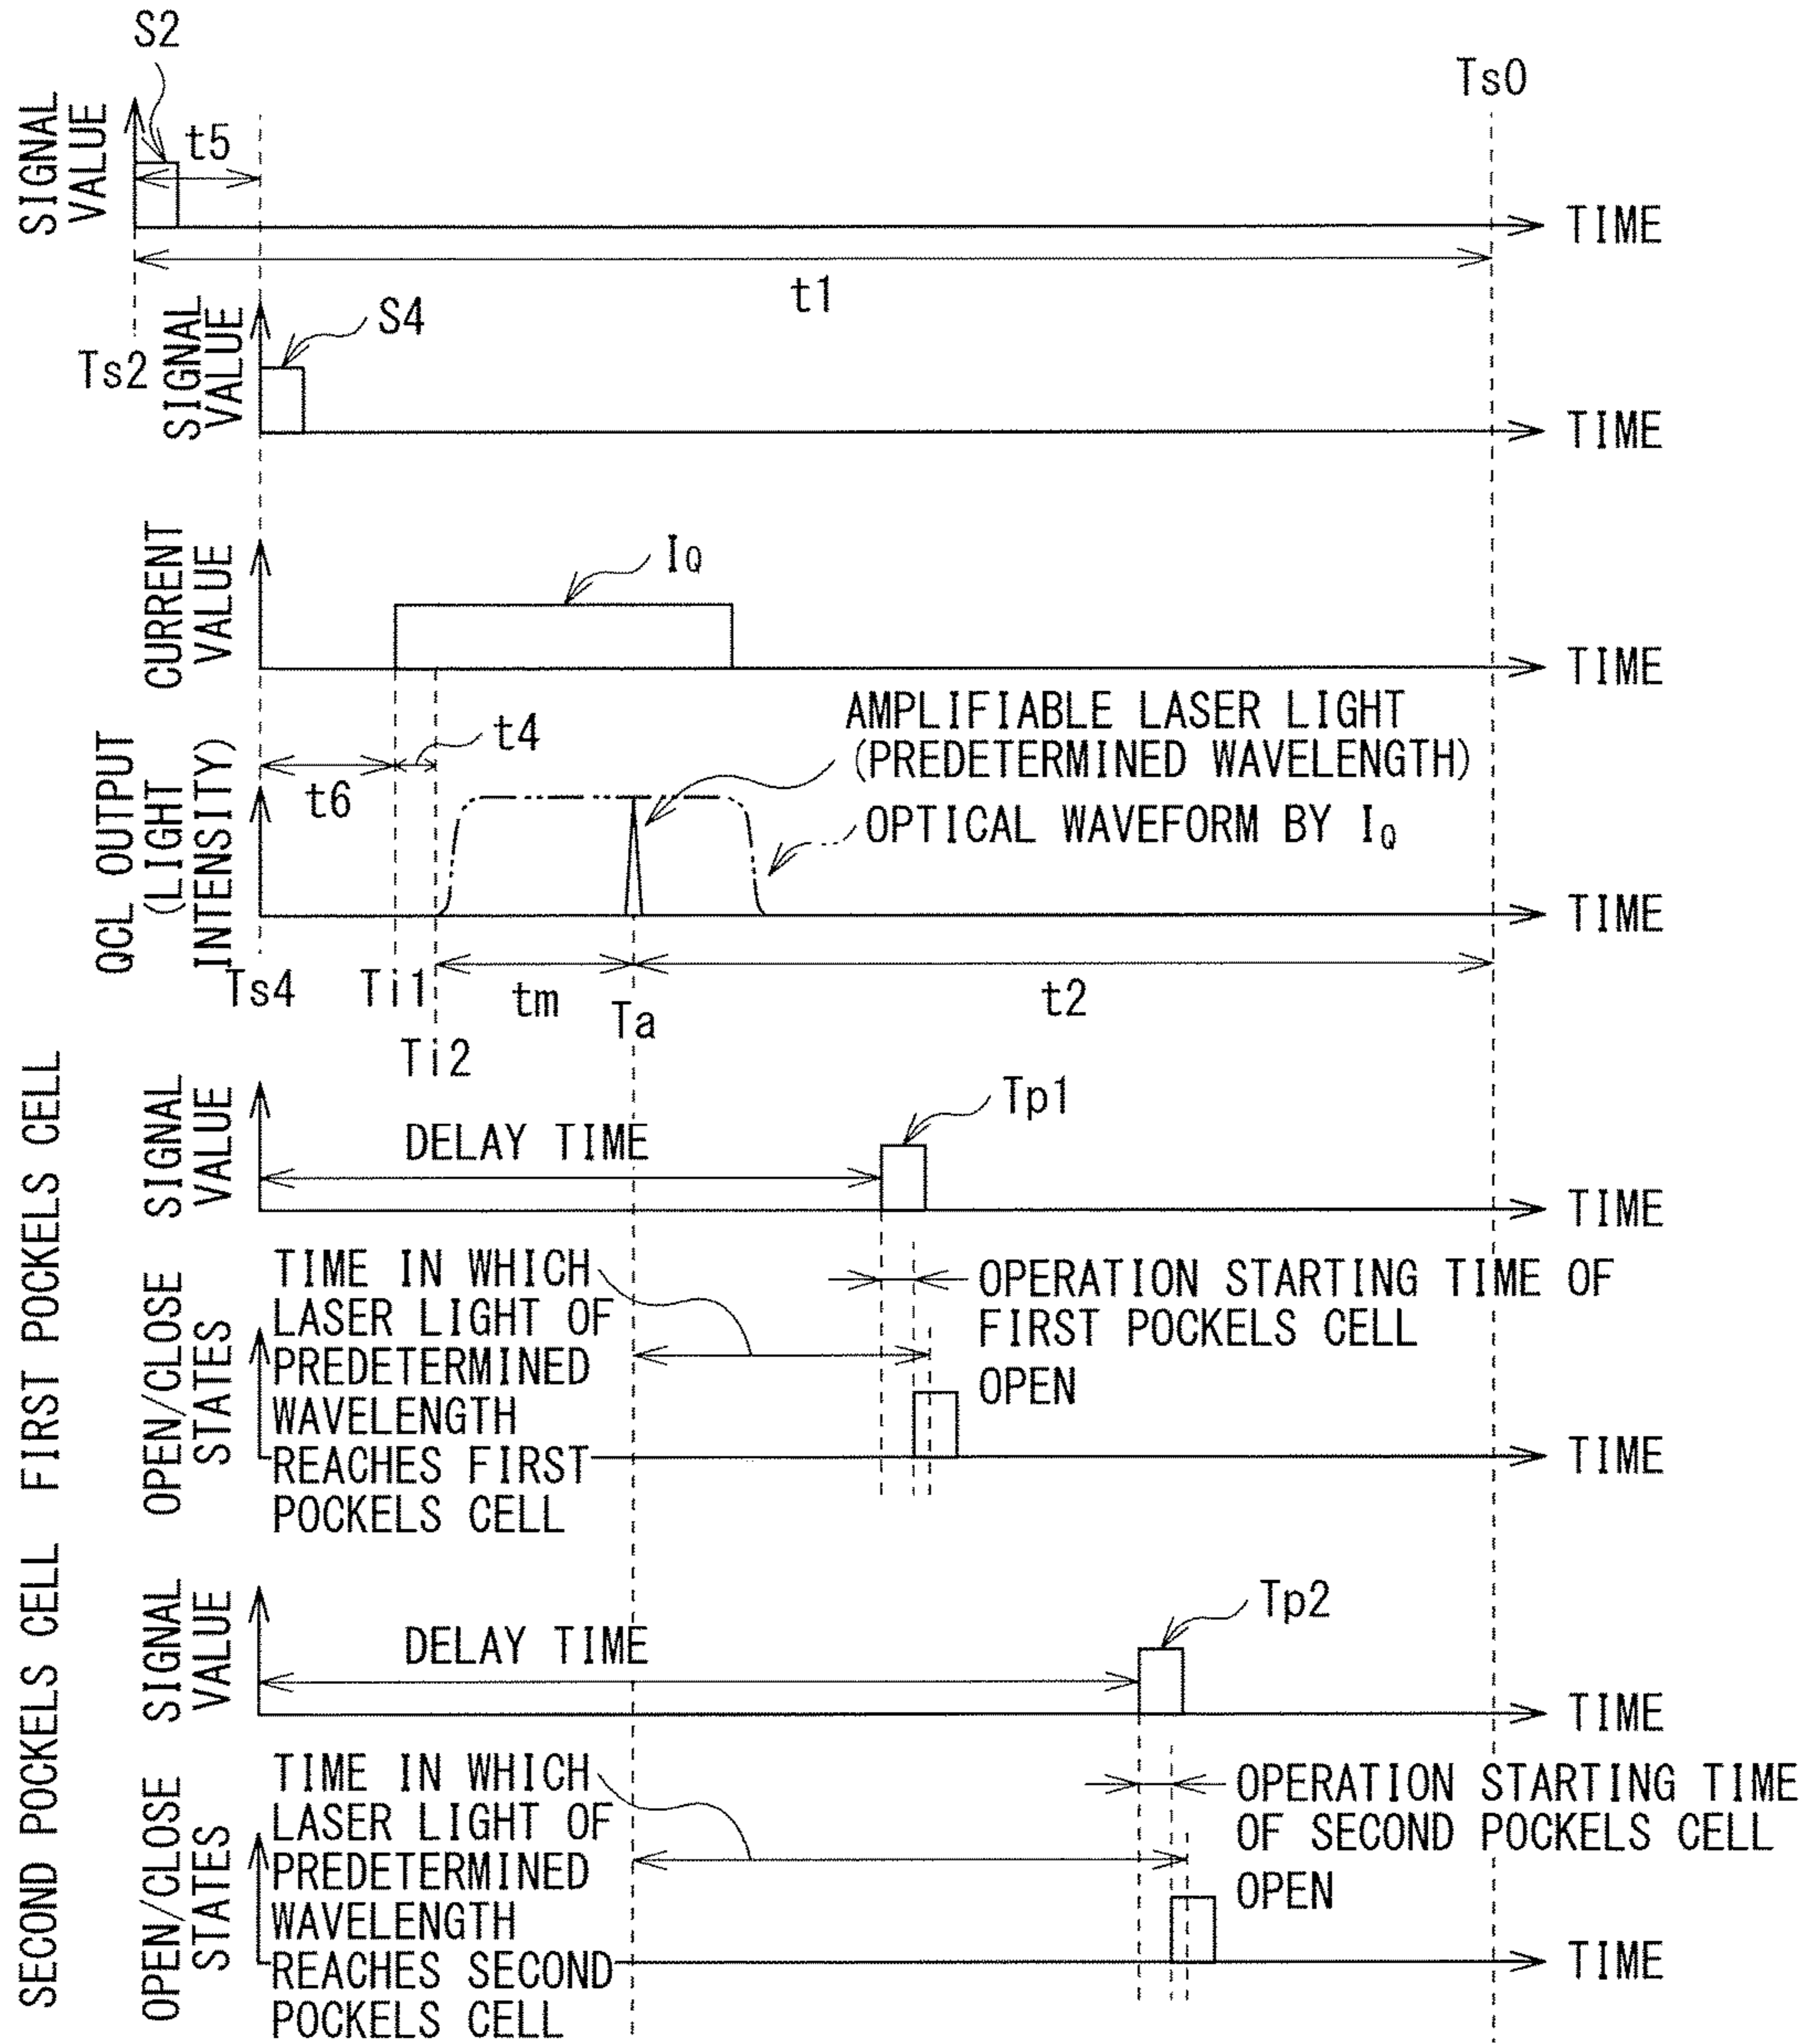 S2
Ts0
SIGNAL
VALUE
t5
TIME
t1
S4
Ts2
SIGNAL
VALUE
TIME
CURRENT
VALUE
IQ
TIME
AMPLIFIABLE LASER LIGHT
(PREDETERMINED WAVELENGTH)
t4
QCL OUTPUT
(LIGHT
INTENSITY)
t6
OPTICAL WAVEFORM BY IQ
TIME
Ts4
Ti1
tm
t2
Ta
Ti2
FIRST POCKELS CELL
SIGNAL
VALUE
Tp1
DELAY TIME
TIME
OPEN/CLOSE
STATES
TIME IN WHICH
LASER LIGHT OF
PREDETERMINED
WAVELENGTH
REACHES FIRST
POCKELS CELL
OPERATION STARTING TIME OF
FIRST POCKELS CELL
OPEN
TIME
SECOND POCKELS CELL
SIGNAL
VALUE
Tp2
DELAY TIME
TIME
OPEN/CLOSE
STATES
TIME IN WHICH
LASER LIGHT OF
PREDETERMINED
WAVELENGTH
REACHES SECOND
POCKELS CELL
OPERATION STARTING TIME
OF SECOND POCKELS CELL
OPEN
TIME